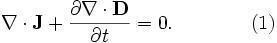 ∇ · 𝐉 + ∂∇ · 𝐃 / ∂t = 0. (1)